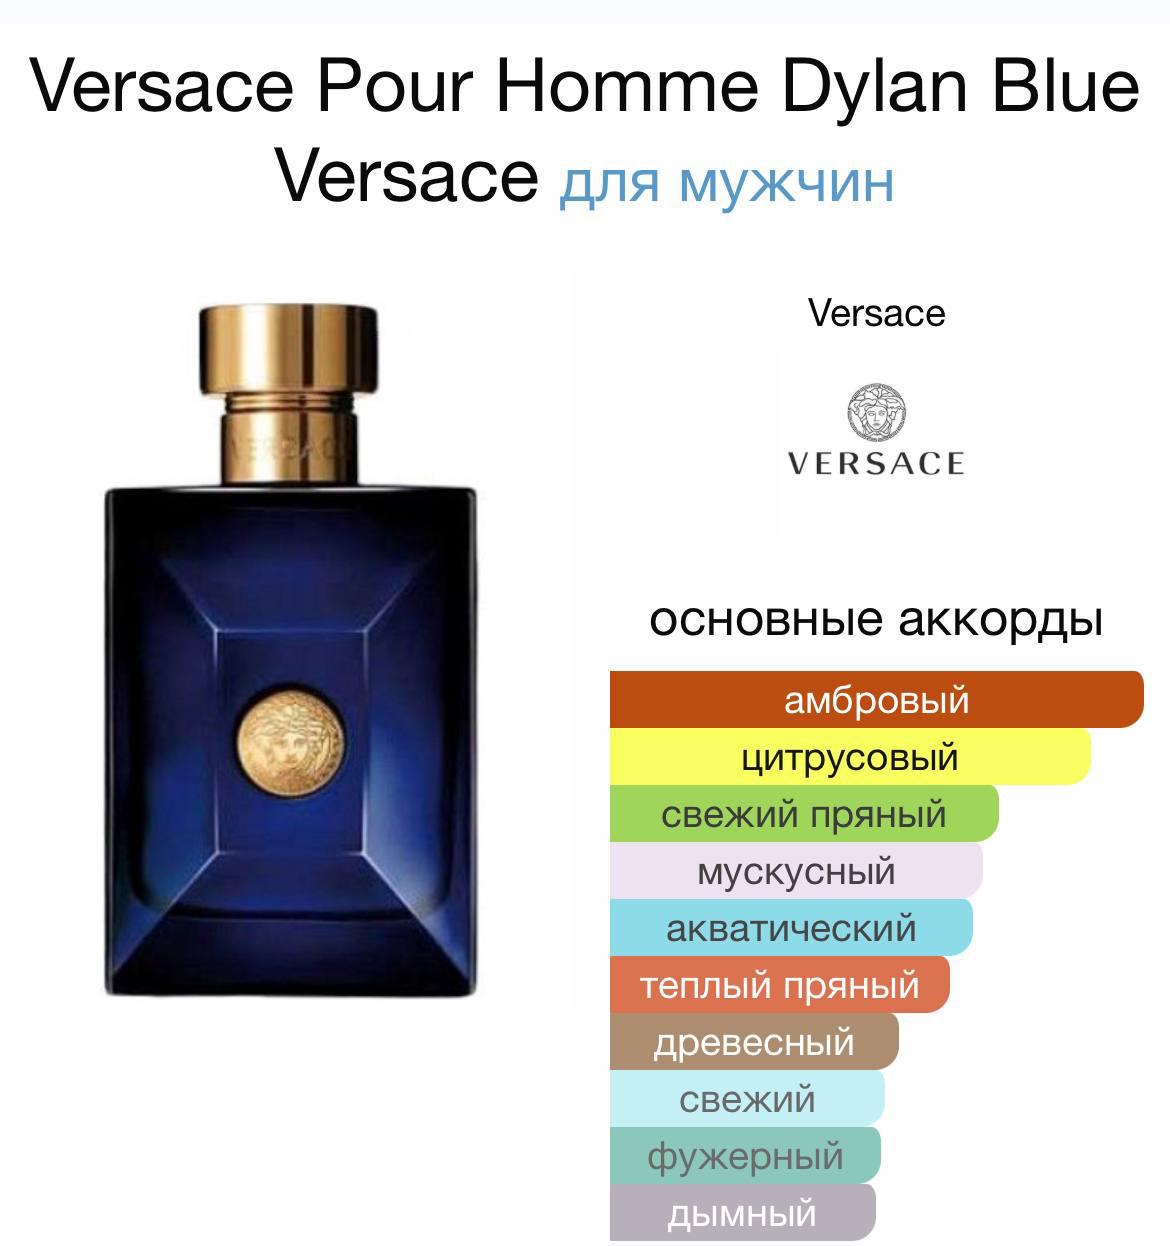 Versace Pour Homme Dylan Blue
Versace для мужчин
Versace
VERSACE
VERSACE
основные аккорды
амбровый
цитрусовый
свежий пряный
мускусный
акватический
теплый пряный
древесный
свежий
фужерный
дымный